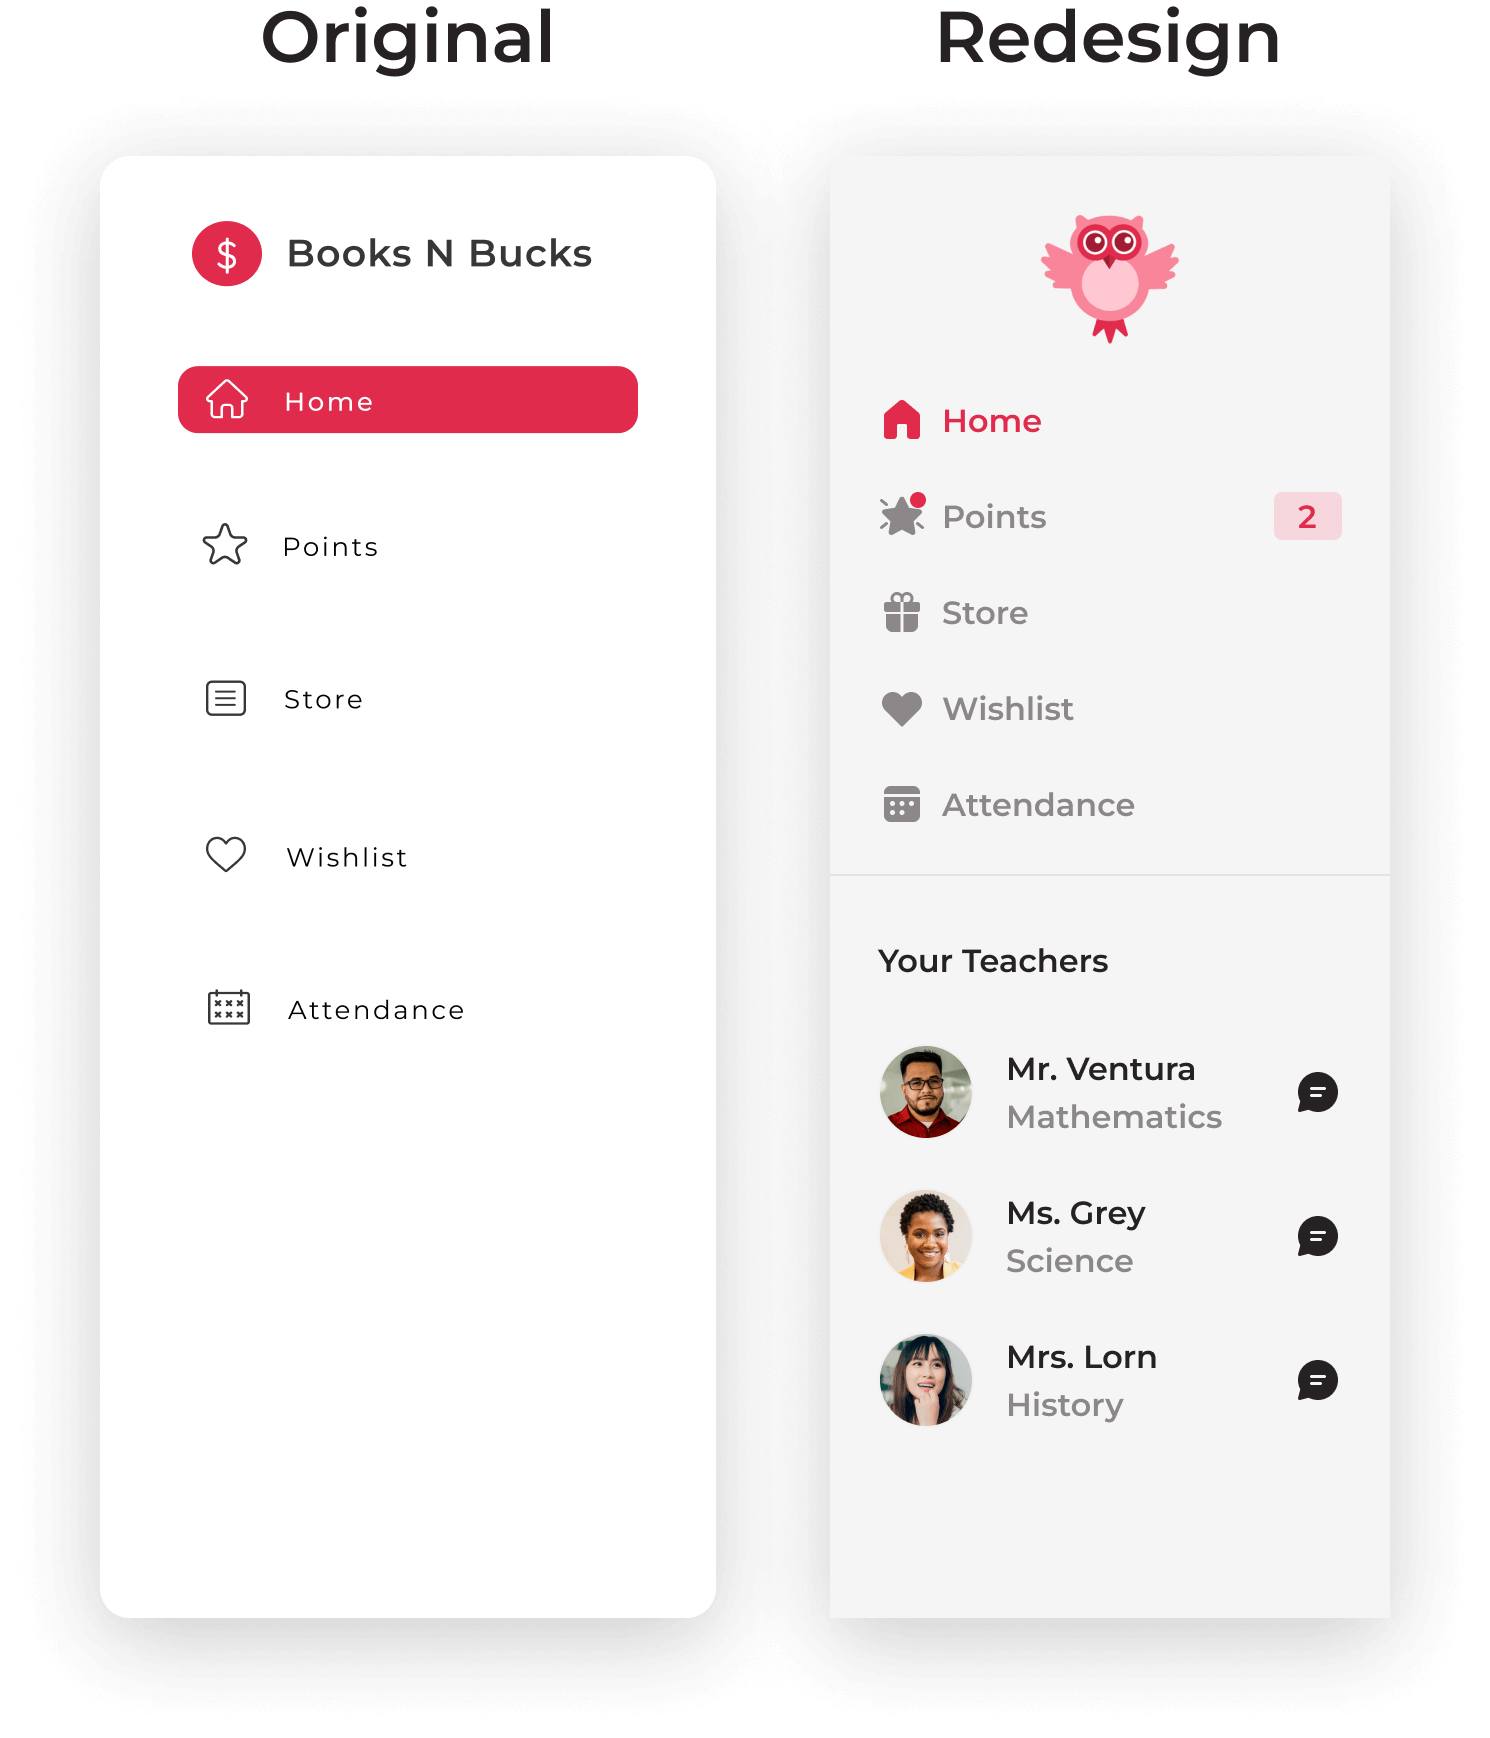 Original
Redesign
$ Books N Bucks
Home
Points
Store
Wishlist
Attendance
Home
Points 2
Store
Wishlist
Attendance
Your Teachers
Mr. Ventura
Mathematics
Ms. Grey
Science
Mrs. Lorn
History